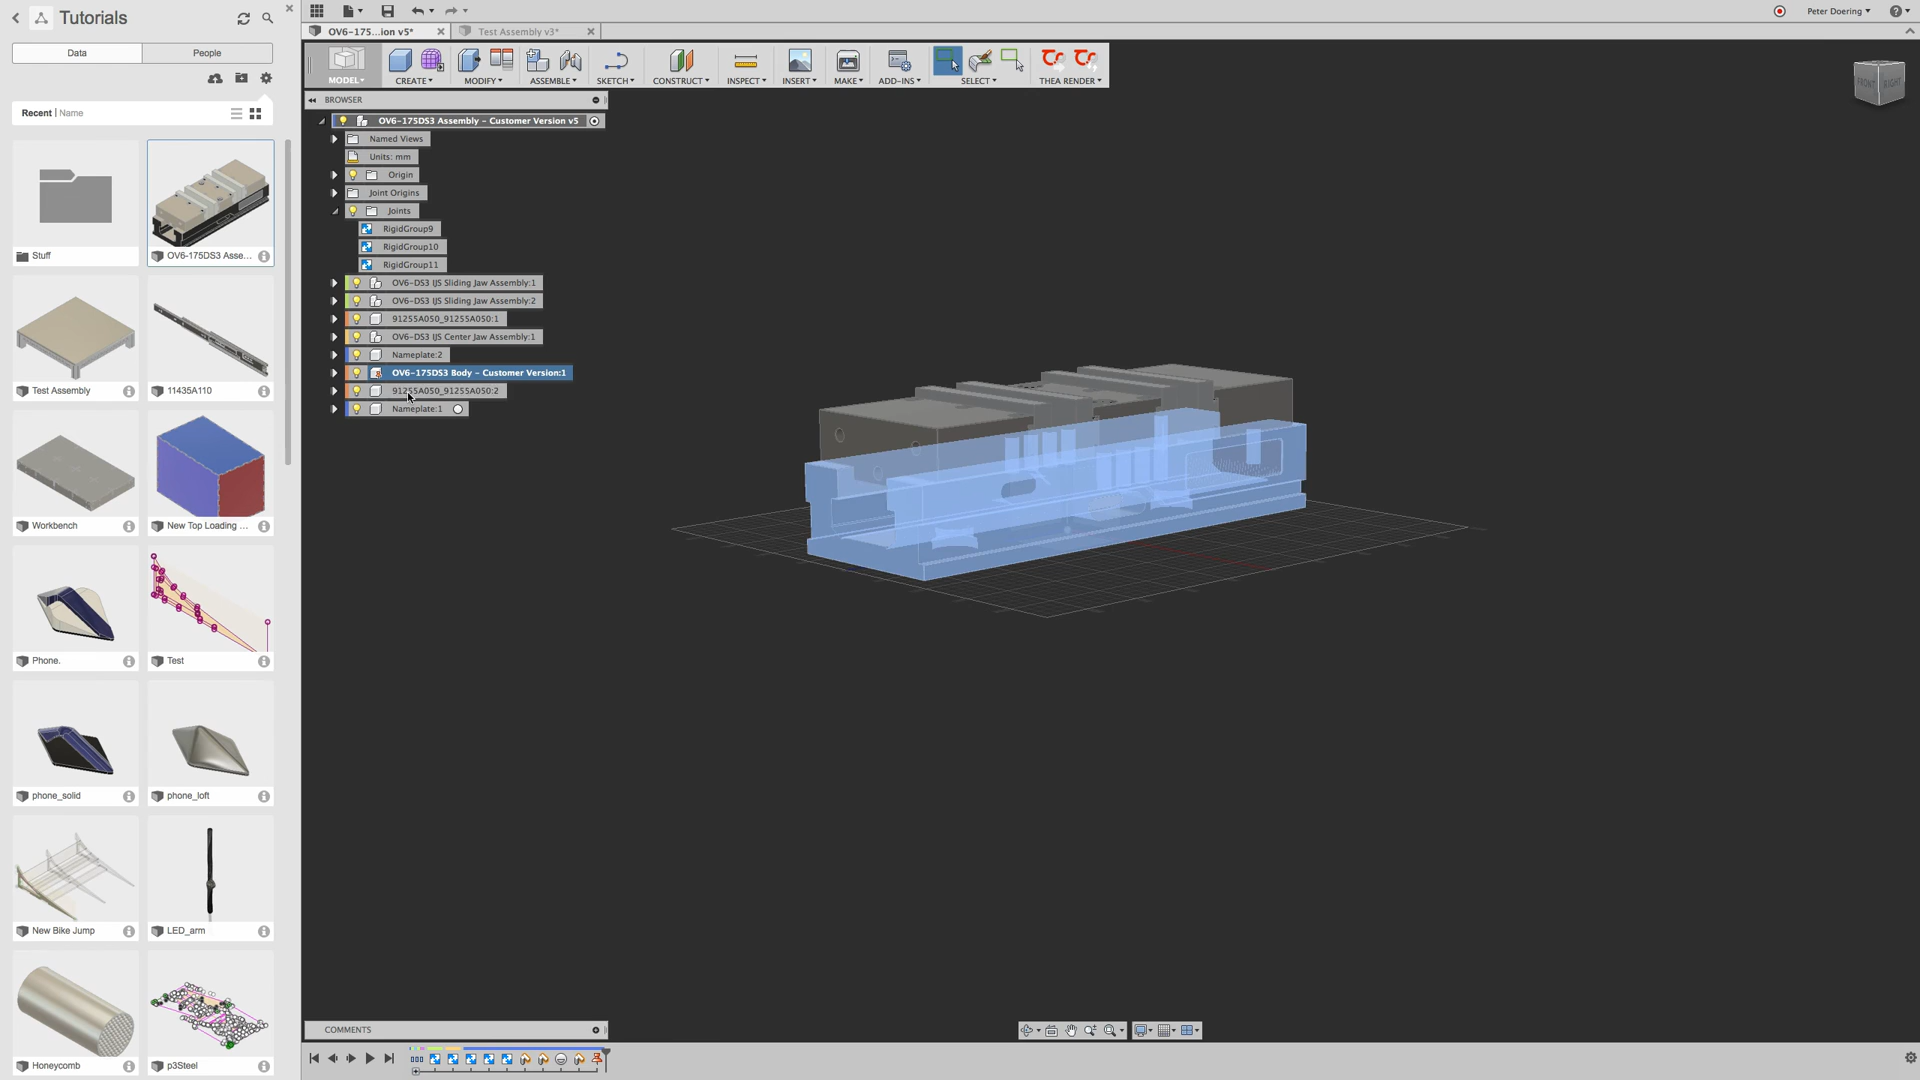 Tutorials
Data
People
Recent | Name
Stuff
OV6-175DS3 Asse...
Test Assembly
11435A110
Workbench
New Top Loading ...
Phone.
Test
phone_solid
phone_loft
New Bike Jump
LED_arm
Honeycomb
p3Steel
Peter Doering
OV6-175...ion v5*
Test Assembly v3*
MODEL
CREATE
MODIFY
ASSEMBLE
SKETCH
CONSTRUCT
INSPECT
INSERT
MAKE
ADD-INS
SELECT
THEA RENDER
BROWSER
OV6-175DS3 Assembly – Customer Version v5
Named Views
Units: mm
Origin
Joint Origins
Joints
RigidGroup9
RigidGroup10
RigidGroup11
OV6-DS3 IJS Sliding Jaw Assembly:1
OV6-DS3 IJS Sliding Jaw Assembly:2
91255A050_91255A050:1
OV6-DS3 IJS Center Jaw Assembly:1
Nameplate:2
OV6-175DS3 Body – Customer Version:1
91255A050_91255A050:2
Nameplate:1
FRONT
RIGHT
COMMENTS